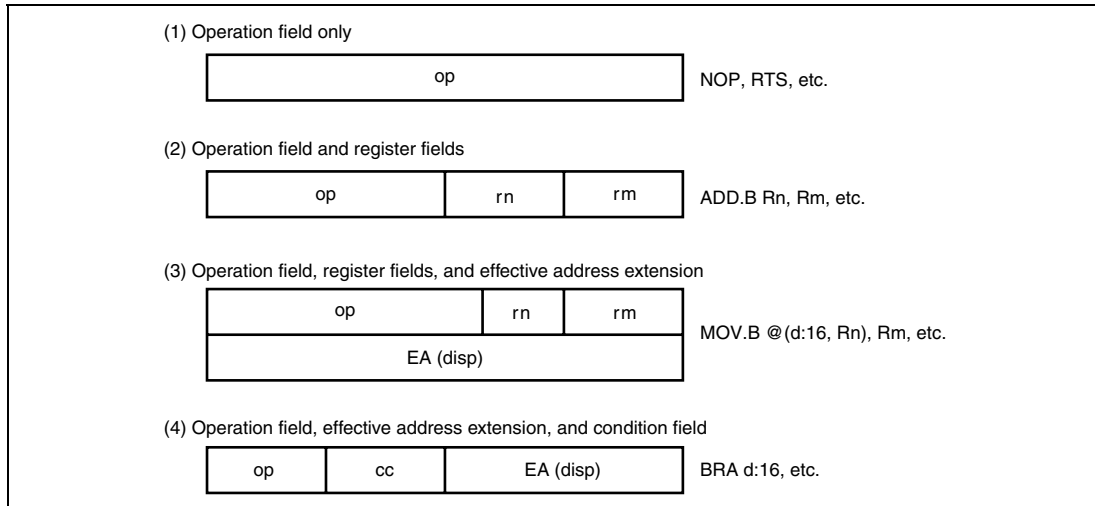 (1) Operation field only
op
NOP, RTS, etc.
(2) Operation field and register fields
op rn rm
ADD.B Rn, Rm, etc.
(3) Operation field, register fields, and effective address extension
op rn rm
MOV.B @(d:16, Rn), Rm, etc.
EA (disp)
(4) Operation field, effective address extension, and condition field
op cc EA (disp)
BRA d:16, etc.